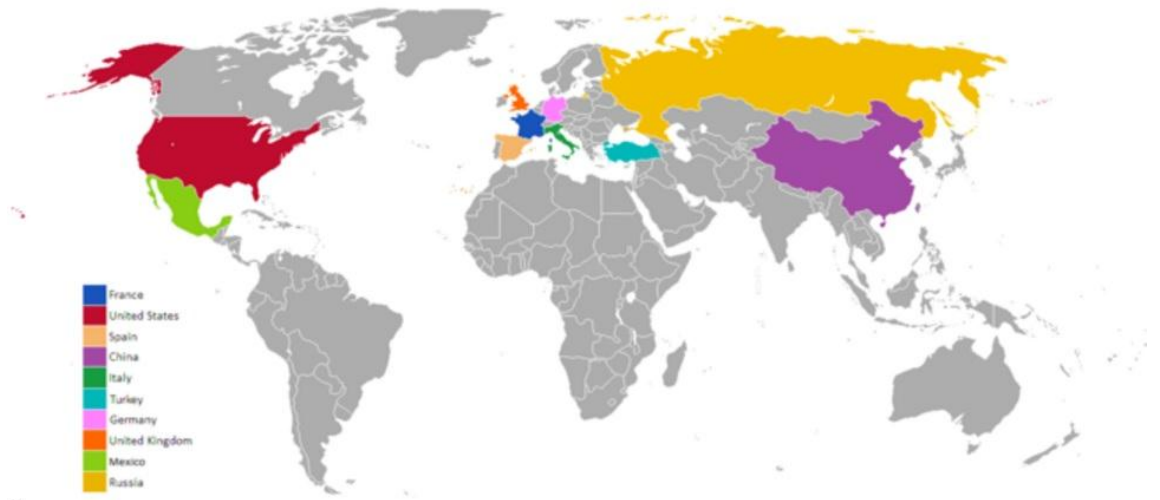 France
United States
Spain
China
Italy
Turkey
Germany
United Kingdom
Mexico
Russia